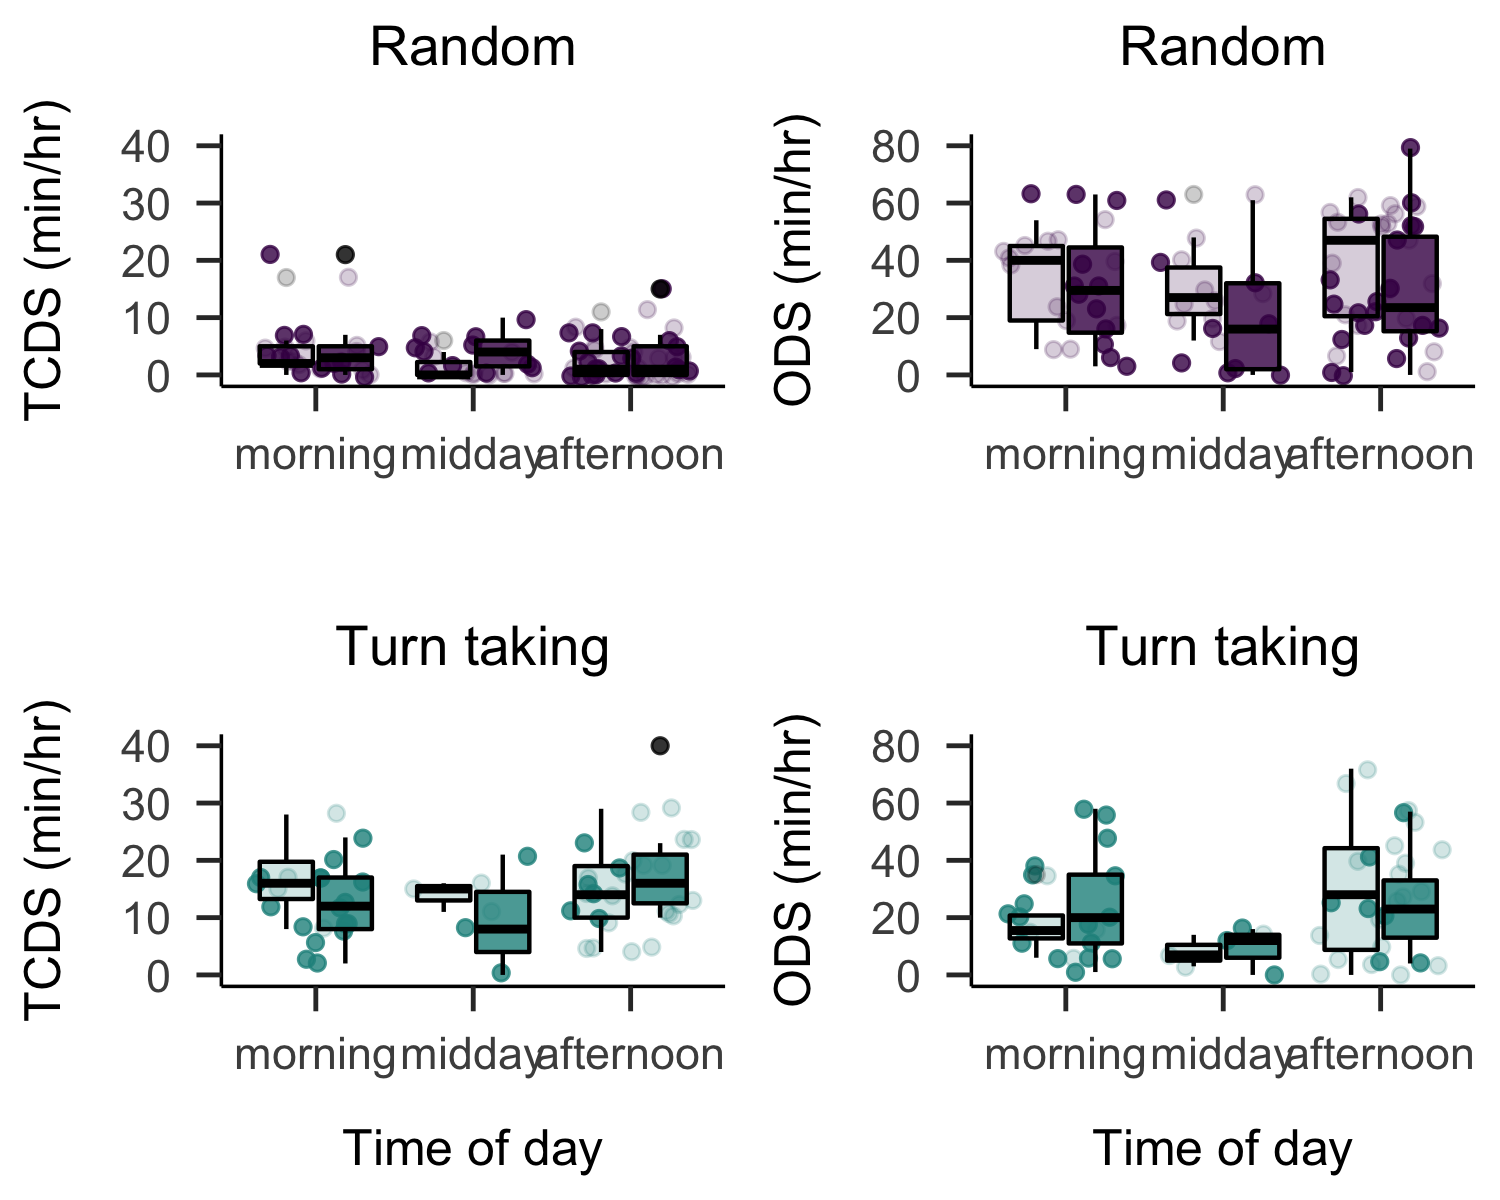 Random
TCDS (min/hr)
40
30
20
10
0
morning midday afternoon
Random
ODS (min/hr)
80
60
40
20
0
morning midday afternoon
Turn taking
TCDS (min/hr)
40
30
20
10
0
morning midday afternoon
Time of day
Turn taking
ODS (min/hr)
80
60
40
20
0
morning midday afternoon
Time of day